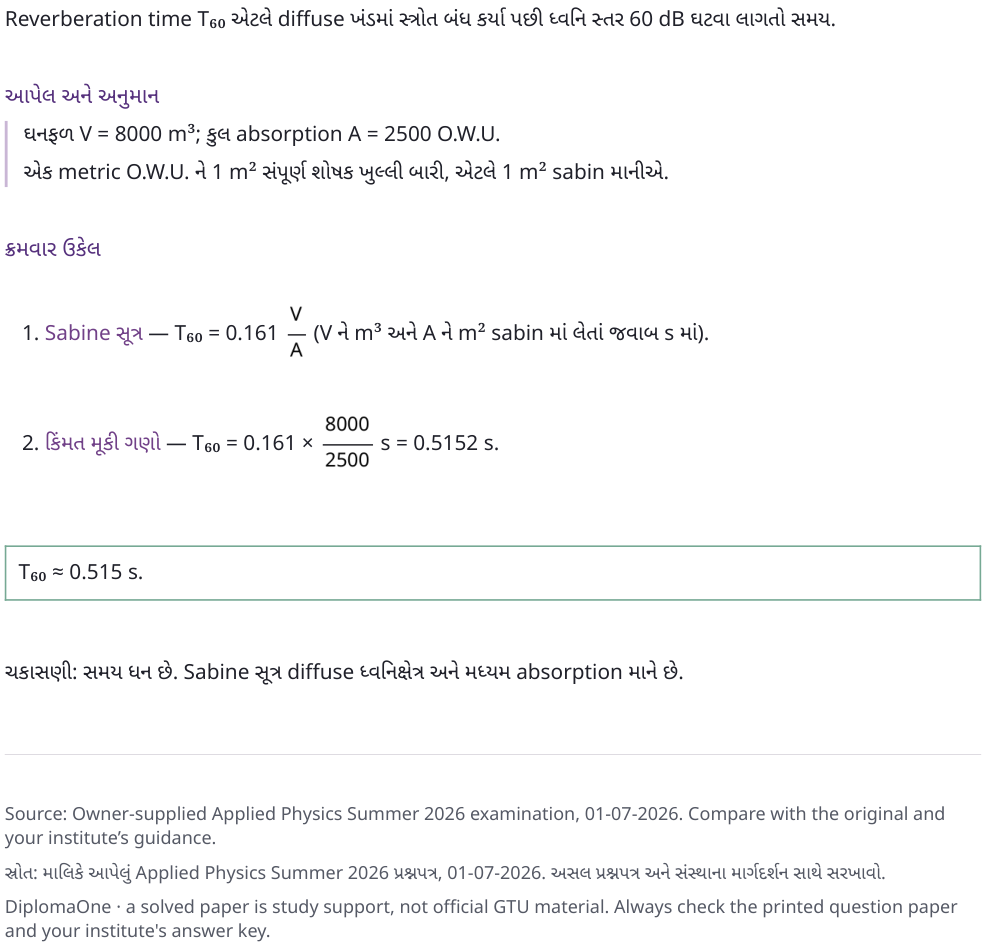 Reverberation time T₆₀ એટલે diffuse ખંડમાં સ્ત્રોત બંધ કર્યા પછી ધ્વનિ સ્તર 60 dB ઘટવા લાગતો સમય.
આપેલ અને અનુમાન
ઘનફળ V = 8000 m³; કુલ absorption A = 2500 O.W.U.
એક metric O.W.U. ને 1 m² સંપૂર્ણ શોષક ખુલ્લી બારી, એટલે 1 m² sabin માનીએ.
ક્રમવાર ઉકેલ
1. Sabine સૂત્ર — T₆₀ = 0.161 V/A (V ને m³ અને A ને m² sabin માં લેતાં જવાબ s માં).
2. કિંમત મૂકી ગણો — T₆₀ = 0.161 × 8000/2500 s = 0.5152 s.
T₆₀ ≈ 0.515 s.
ચકાસણી: સમય ધન છે. Sabine સૂત્ર diffuse ધ્વનિક્ષેત્ર અને મધ્યમ absorption માને છે.
Source: Owner-supplied Applied Physics Summer 2026 examination, 01-07-2026. Compare with the original and
your institute’s guidance.
સ્રોત: માલિકે આપેલું Applied Physics Summer 2026 પ્રશ્નપત્ર, 01-07-2026. અસલ પ્રશ્નપત્ર અને સંસ્થાના માર્ગદર્શન સાથે સરખાવો.
DiplomaOne · a solved paper is study support, not official GTU material. Always check the printed question paper
and your institute's answer key.